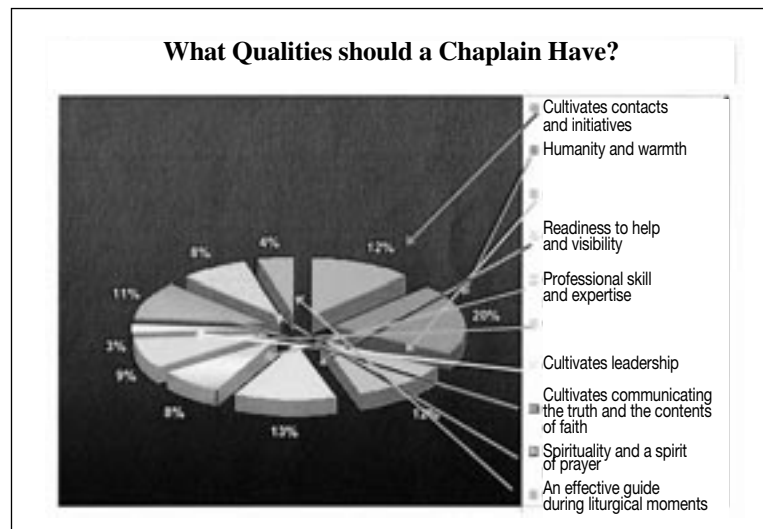 What Qualities should a Chaplain Have?
Cultivates contacts
and initiatives
Humanity and warmth
Readiness to help
and visibility
Professional skill
and expertise
Cultivates leadership
Cultivates communicating
the truth and the contents
of faith
Spirituality and a spirit
of prayer
An effective guide
during liturgical moments
8%
4%
12%
11%
20%
3%
9%
8%
13%